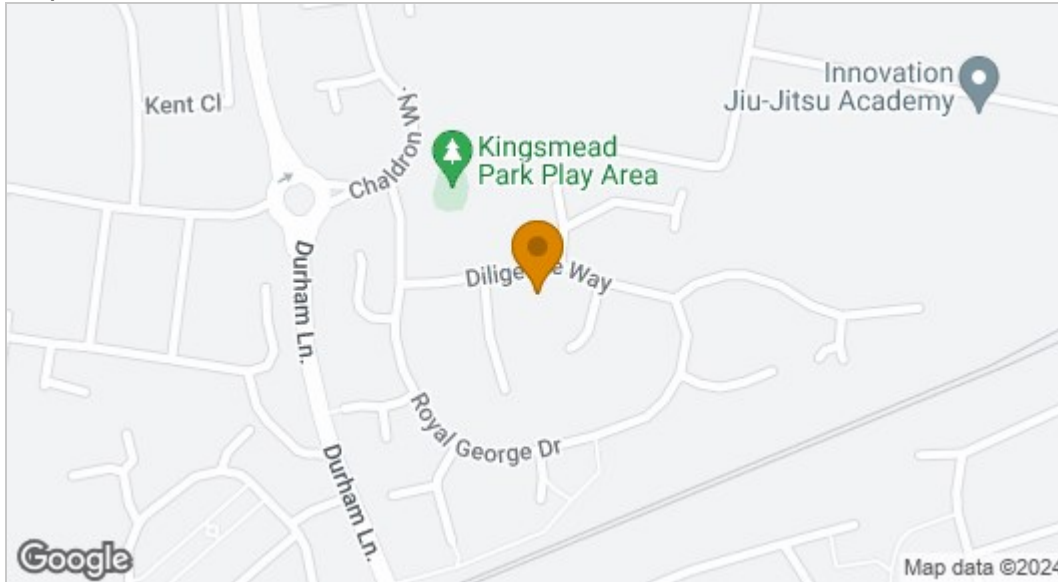 Innovation
Jiu-Jitsu Academy
Kent Cl
Chaldron Wy.
Kingsmead
Park Play Area
Durham Ln.
Way
Royal George Dr
Durham Ln.
Google
Map data ©2024